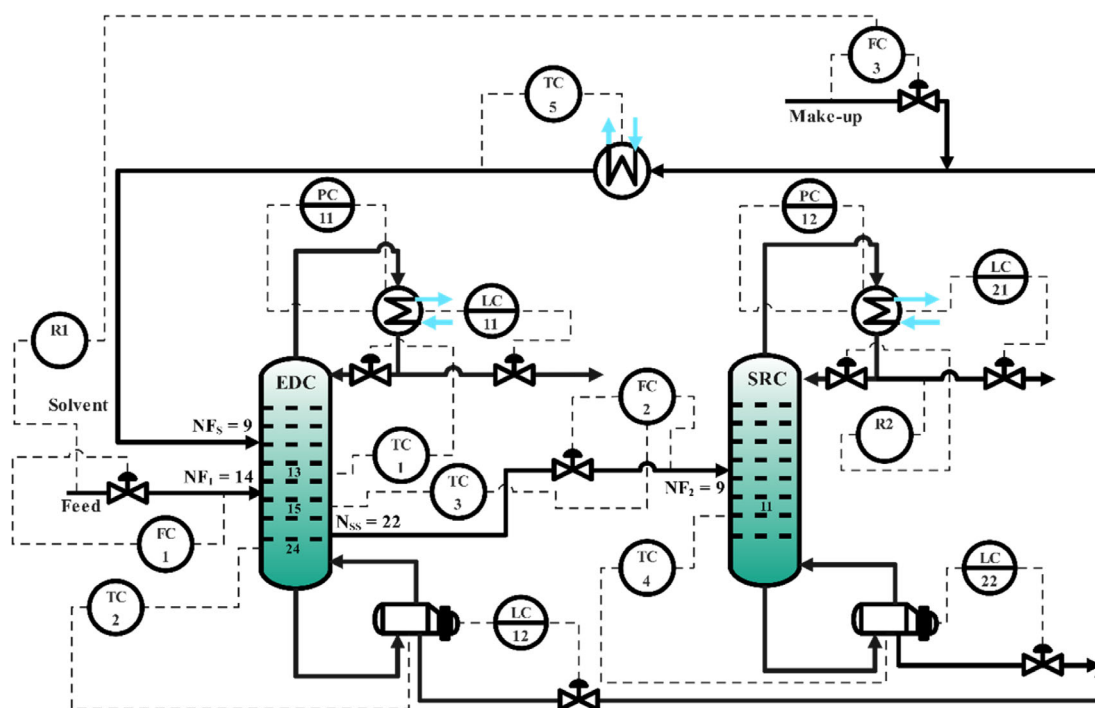 FC
3
TC
5
Make-up
PC
11
PC
12
LC
11
LC
21
R1
EDC
SRC
Solvent
FC
2
NF_S = 9
TC
1
R2
13
NF₁ = 14
TC
3
NF₂ = 9
Feed
15
11
N_SS = 22
FC
1
24
TC
2
TC
4
LC
12
LC
22